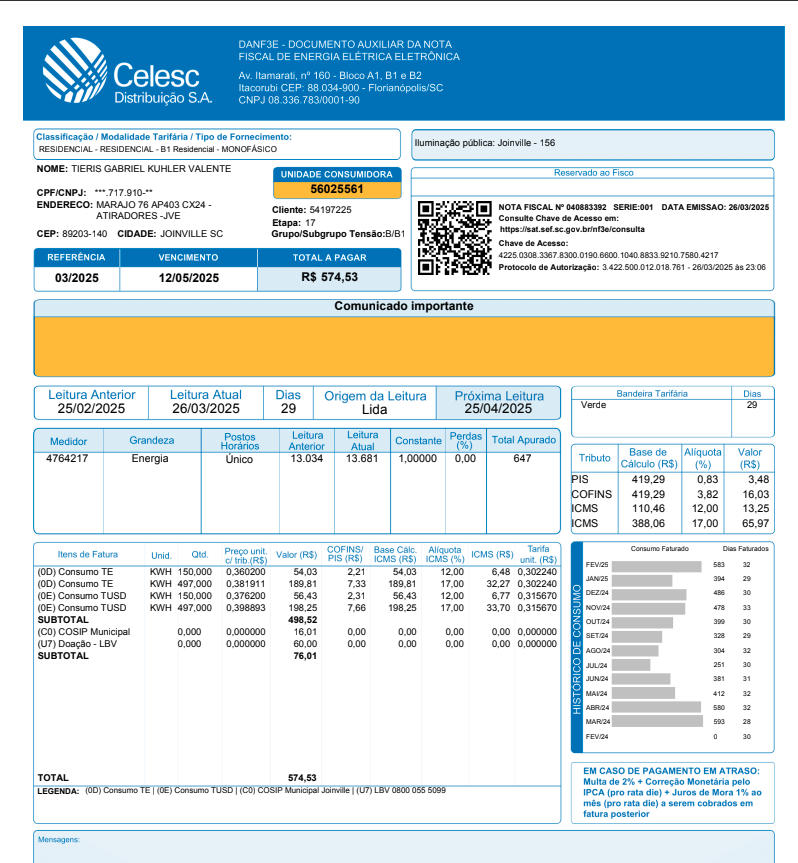 Celesc
Distribuição S.A.
DANF3E - DOCUMENTO AUXILIAR DA NOTA
FISCAL DE ENERGIA ELÉTRICA ELETRÔNICA
Av. Itamarati, nº 160 - Bloco A1, B1 e B2
Itacorubi CEP: 88.034-900 - Florianópolis/SC
CNPJ 08.336.783/0001-90
Classificação / Modalidade Tarifária / Tipo de Fornecimento:
RESIDENCIAL - RESIDENCIAL - B1 Residencial - MONOFÁSICO
Iluminação pública: Joinville - 156
NOME: TIERIS GABRIEL KUHLER VALENTE
CPF/CNPJ: ***.717.910-**
ENDERECO: MARAJO 76 AP403 CX24 -
ATIRADORES -JVE
CEP: 89203-140 CIDADE: JOINVILLE SC
UNIDADE CONSUMIDORA
56025561
Cliente: 54197225
Etapa: 17
Grupo/Subgrupo Tensão:B/B1
Reservado ao Fisco
NOTA FISCAL Nº 040883392 SERIE:001 DATA EMISSAO: 26/03/2025
Consulte Chave de Acesso em:
https://sat.sef.sc.gov.br/nf3e/consulta
Chave de Acesso:
4225.0308.3367.8300.0190.6600.1040.8833.9210.7580.4217
Protocolo de Autorização: 3.422.500.012.018.761 - 26/03/2025 às 23:06
REFERÊNCIA VENCIMENTO TOTAL A PAGAR
03/2025 12/05/2025 R$ 574,53
Comunicado importante
Leitura Anterior Leitura Atual Dias Origem da Leitura Próxima Leitura
25/02/2025 26/03/2025 29 Lida 25/04/2025
Bandeira Tarifária Dias
Verde 29
Medidor Grandeza Postos Horários Leitura Anterior Leitura Atual Constante Perdas (%) Total Apurado
4764217 Energia Único 13.034 13.681 1,00000 0,00 647
Tributo Base de Cálculo (R$) Alíquota (%) Valor (R$)
PIS 419,29 0,83 3,48
COFINS 419,29 3,82 16,03
ICMS 110,46 12,00 13,25
ICMS 388,06 17,00 65,97
Itens de Fatura Unid. Qtd. Preço unit. c/ trib.(R$) Valor (R$) COFINS/ PIS (R$) Base Cálc. ICMS (R$) Alíquota ICMS (%) ICMS (R$) Tarifa unit. (R$)
(0D) Consumo TE KWH 150,000 0,360200 54,03 2,21 54,03 12,00 6,48 0,302240
(0D) Consumo TE KWH 497,000 0,381911 189,81 7,33 189,81 17,00 32,27 0,302240
(0E) Consumo TUSD KWH 150,000 0,376200 56,43 2,31 56,43 12,00 6,77 0,315670
(0E) Consumo TUSD KWH 497,000 0,398893 198,25 7,66 198,25 17,00 33,70 0,315670
SUBTOTAL 498,52
(C0) COSIP Municipal 0,000 0,000000 16,01 0,00 0,00 0,00 0,00 0,000000
(U7) Doação - LBV 0,000 0,000000 60,00 0,00 0,00 0,00 0,00 0,000000
SUBTOTAL 76,01
TOTAL 574,53
LEGENDA: (0D) Consumo TE | (0E) Consumo TUSD | (C0) COSIP Municipal Joinville | (U7) LBV 0800 055 5099
HISTÓRICO DE CONSUMO
Consumo Faturado Dias Faturados
FEV/25 583 32
JAN/25 394 29
DEZ/24 486 30
NOV/24 478 33
OUT/24 399 30
SET/24 328 29
AGO/24 304 32
JUL/24 251 30
JUN/24 381 31
MAI/24 412 32
ABR/24 580 32
MAR/24 593 28
FEV/24 0 30
EM CASO DE PAGAMENTO EM ATRASO:
Multa de 2% + Correção Monetária pelo
IPCA (pro rata die) + Juros de Mora 1% ao
mês (pro rata die) a serem cobrados em
fatura posterior
Mensagens: